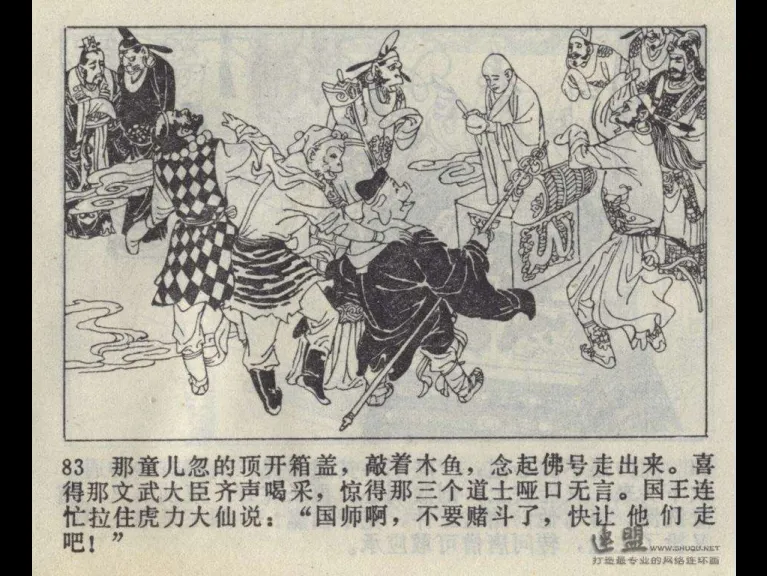 83 那童儿忽的顶开箱盖，敲着木鱼，念起佛号走出来。喜
得那文武大臣齐声喝采，惊得那三个道士哑口无言。国王连
忙拉住虎力大仙说：“国师啊，不要赌斗了，快让他们走
吧！”
连盟 WWW.SHUQU.NET
打造最专业的网络连环画